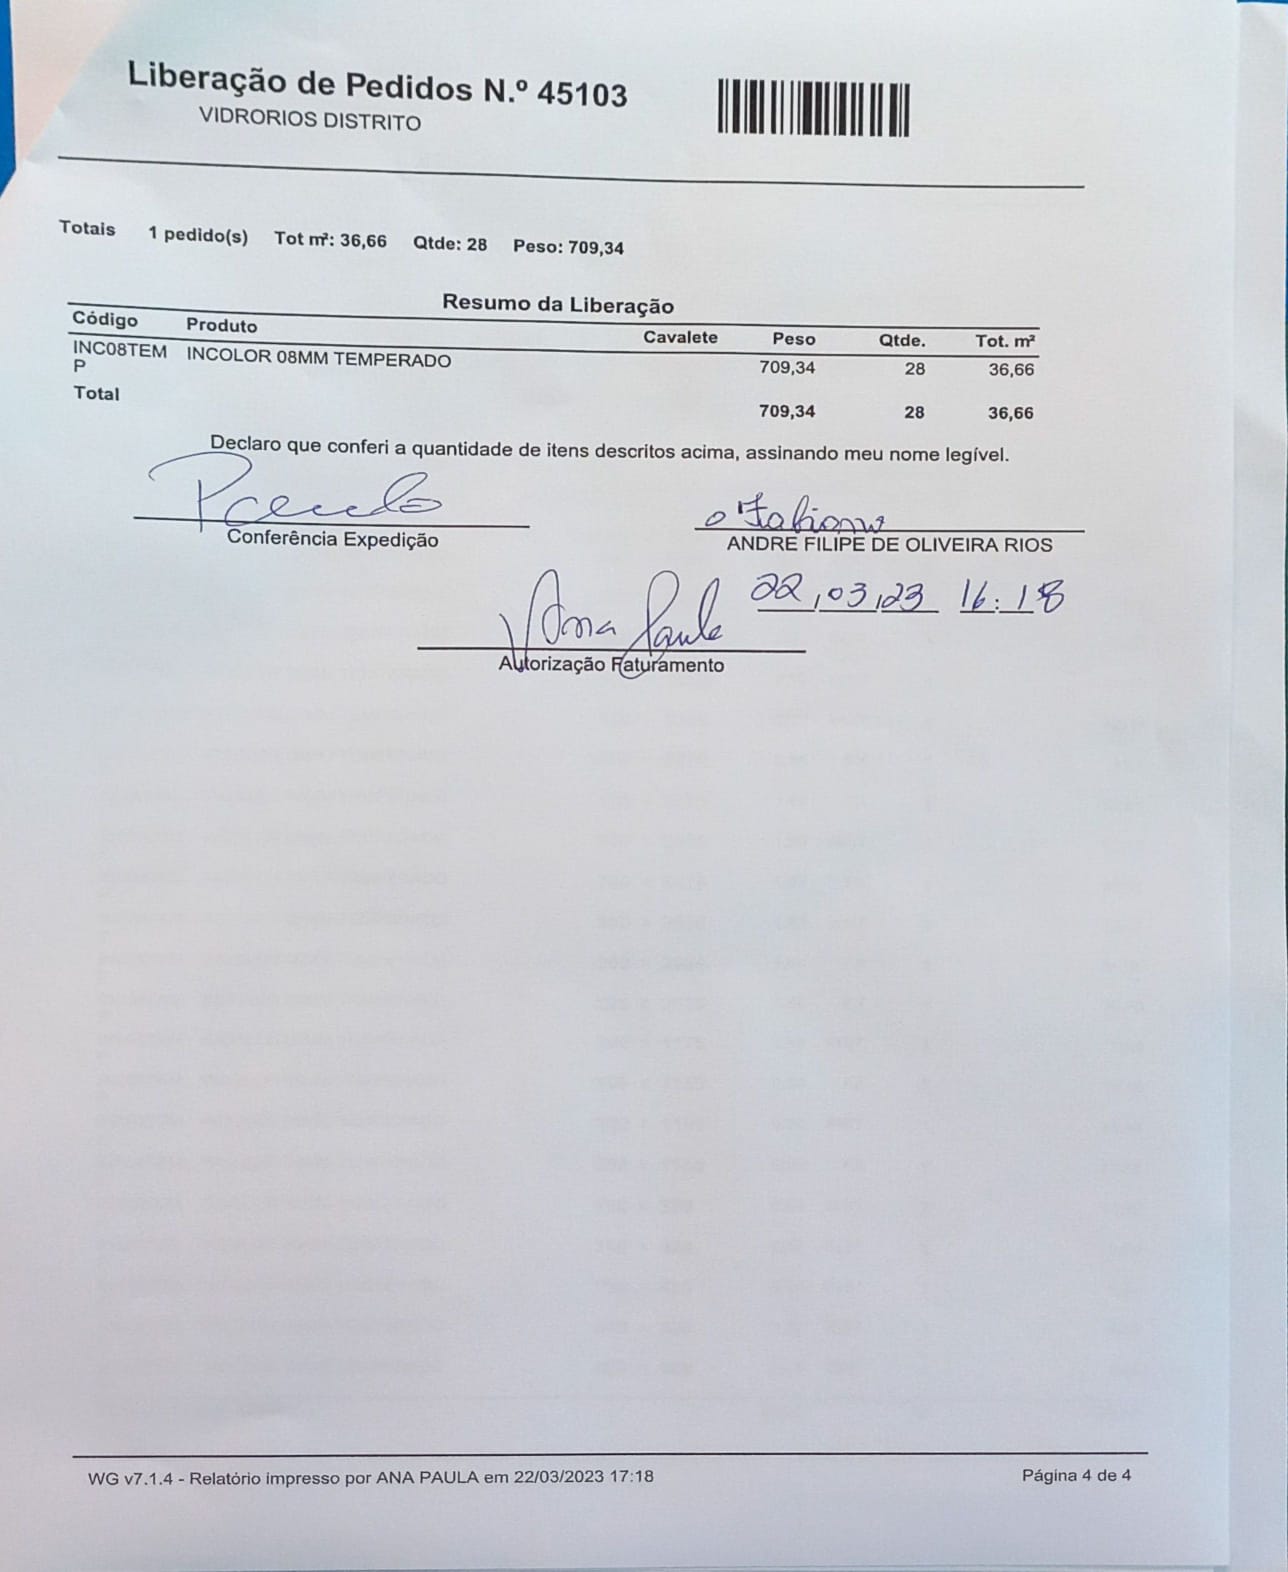 Liberação de Pedidos N.º 45103
VIDRORIOS DISTRITO
Totais 1 pedido(s) Tot m²: 36,66 Qtde: 28 Peso: 709,34
Resumo da Liberação
Código Produto Cavalete Peso Qtde. Tot. m²
INC08TEM INCOLOR 08MM TEMPERADO 709,34 28 36,66
P
Total 709,34 28 36,66
Declaro que conferi a quantidade de itens descritos acima, assinando meu nome legível.
Fabiano
Conferência Expedição ANDRE FILIPE DE OLIVEIRA RIOS
22,03,23 16:18
Ana Paula
Autorização Faturamento
WG v7.1.4 - Relatório impresso por ANA PAULA em 22/03/2023 17:18 Página 4 de 4